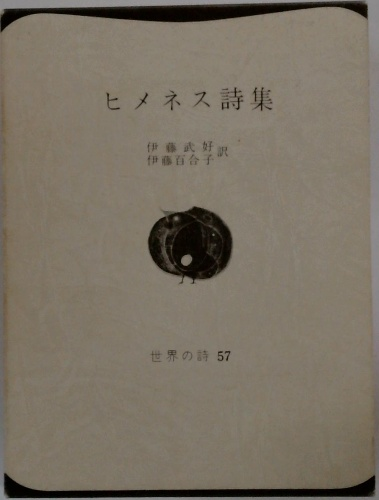 ヒメネス詩集
伊藤武好
伊藤百合子 訳
世界の詩 57